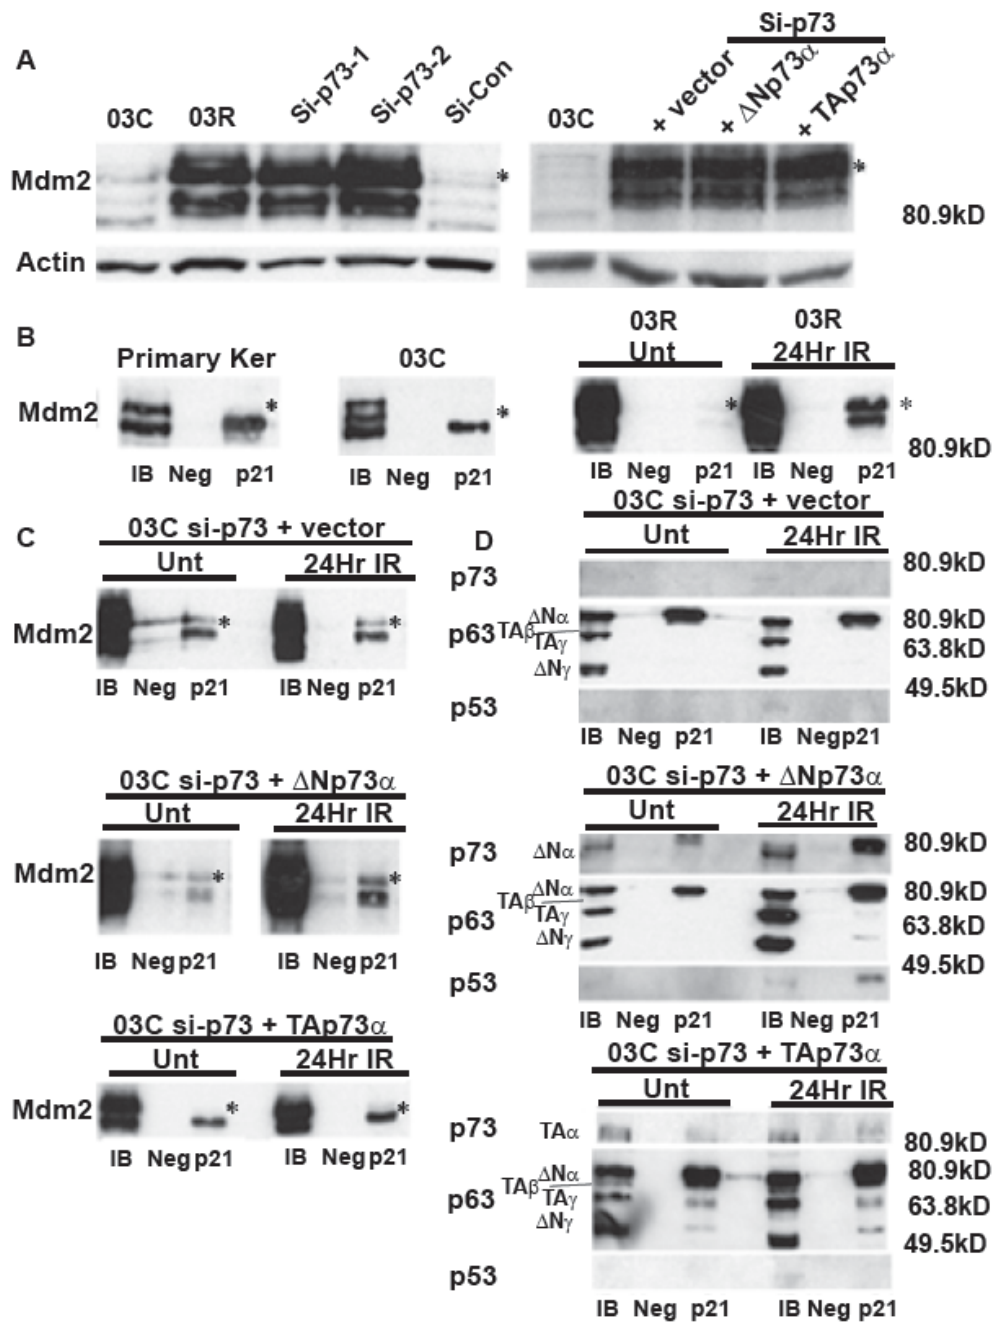 A
03C
03R
Si-p73-1
Si-p73-2
Si-Con
Mdm2
*
Actin
Si-p73
03C
+ vector
+ ΔNp73α
+ TAp73α
*
80.9kD
B
Primary Ker
Mdm2
*
IB Neg p21
03C
*
IB Neg p21
03R
Unt
*
IB Neg p21
03R
24Hr IR
*
80.9kD
IB Neg p21
C
03C si-p73 + vector
Unt
24Hr IR
Mdm2
*
*
IB Neg p21
IB Neg p21
03C si-p73 + ΔNp73α
Unt
24Hr IR
Mdm2
*
*
IB Neg p21
IB Neg p21
03C si-p73 + TAp73α
Unt
24Hr IR
Mdm2
*
*
IB Neg p21
IB Neg p21
D
03C si-p73 + vector
Unt
24Hr IR
p73
80.9kD
p63
ΔNα
TAβ
TAγ
ΔNγ
80.9kD
63.8kD
49.5kD
p53
IB Neg p21
IB Neg p21
03C si-p73 + ΔNp73α
Unt
24Hr IR
p73
ΔNα
80.9kD
p63
ΔNα
TAβ
TAγ
ΔNγ
80.9kD
63.8kD
49.5kD
p53
IB Neg p21
IB Neg p21
03C si-p73 + TAp73α
Unt
24Hr IR
p73
TAα
80.9kD
p63
ΔNα
TAβ
TAγ
ΔNγ
80.9kD
63.8kD
49.5kD
p53
IB Neg p21
IB Neg p21